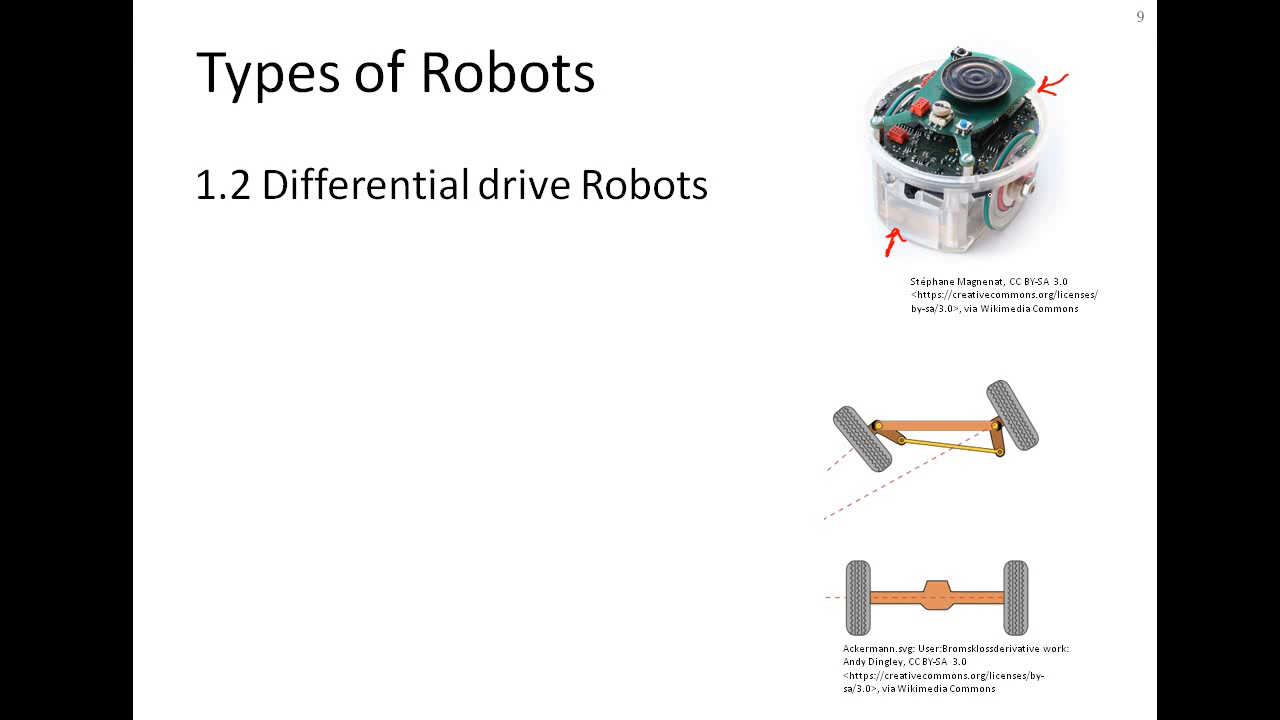 9
Types of Robots
1.2 Differential drive Robots
Stéphane Magnenat, CC BY-SA 3.0
<https://creativecommons.org/licenses/
by-sa/3.0>, via Wikimedia Commons
Ackermann.svg: User:Bromsklossderivative work:
Andy Dingley, CC BY-SA 3.0
<https://creativecommons.org/licenses/by-
sa/3.0>, via Wikimedia Commons